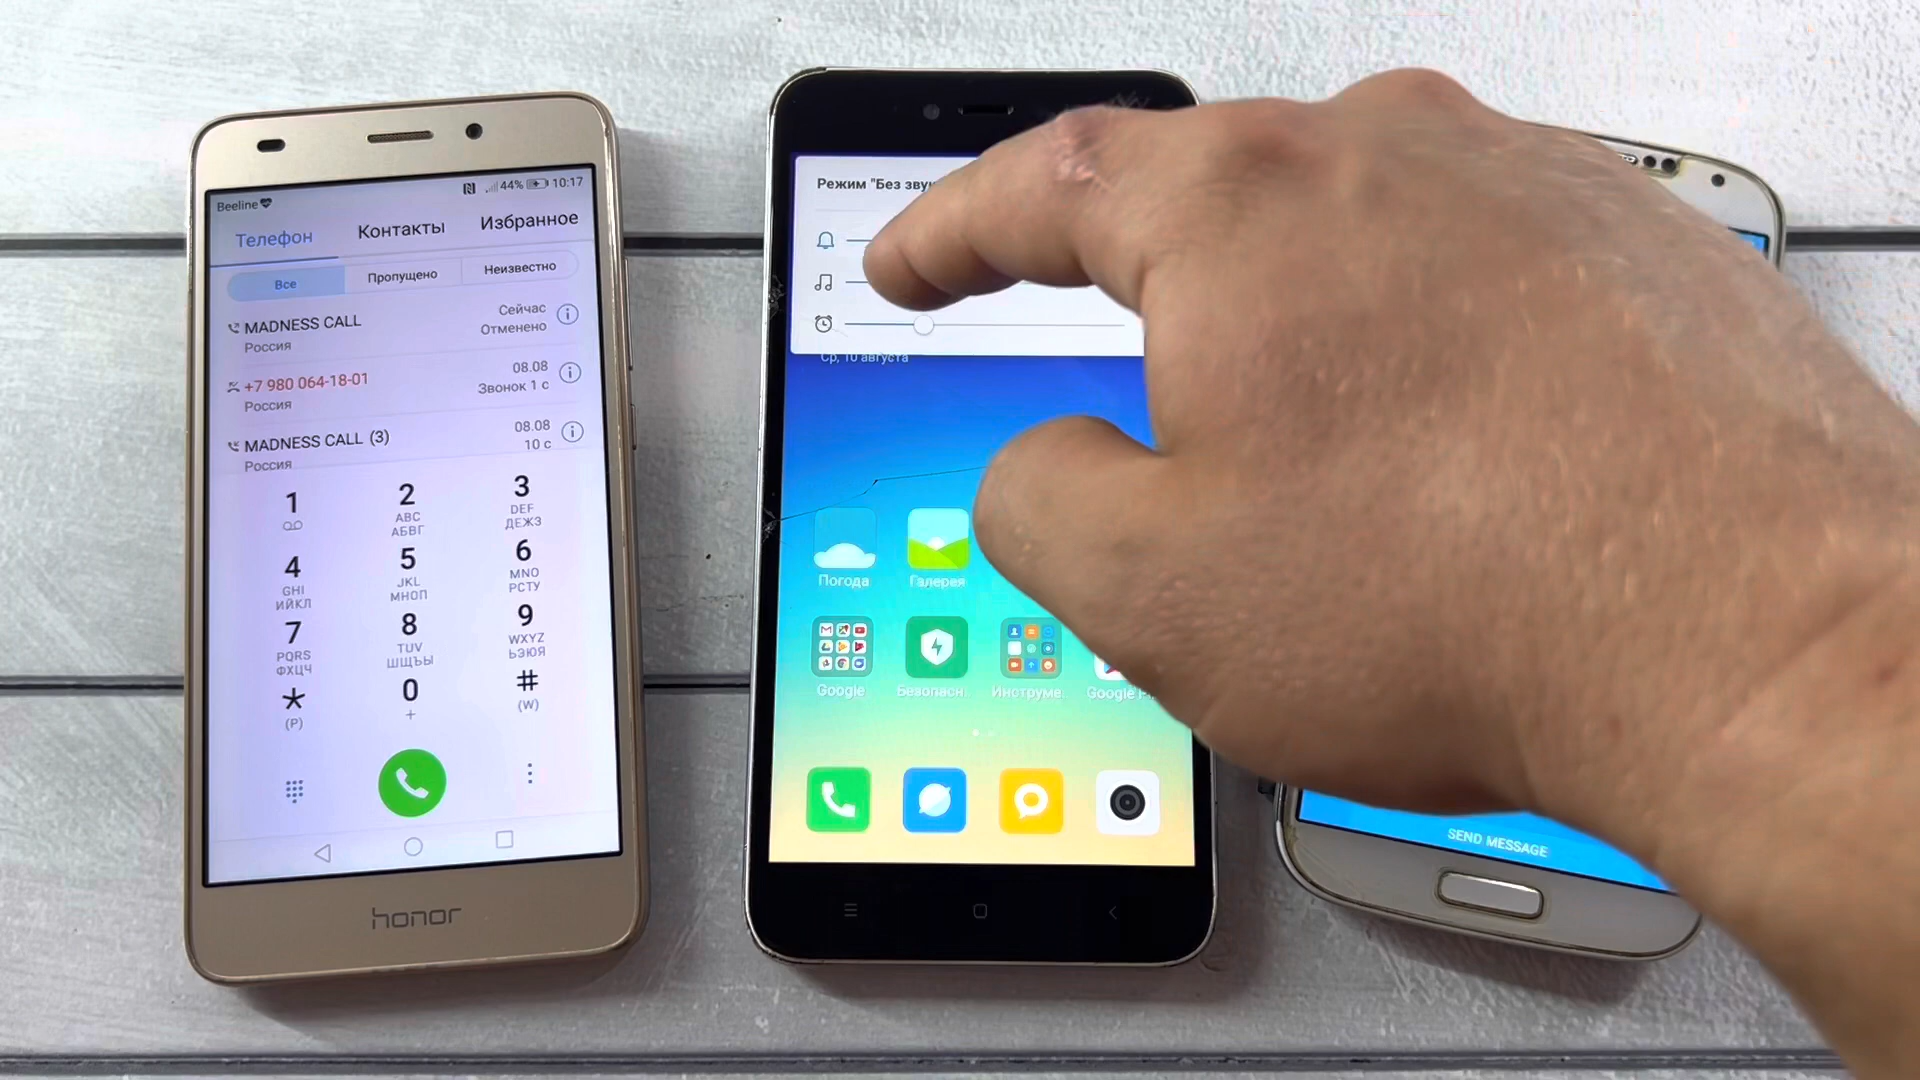 Beeline
44%
10:17
Телефон
Контакты
Избранное
Все
Пропущено
Неизвестно
MADNESS CALL
Россия
Сейчас
Отменено
+7 980 064-18-01
Россия
08.08
Звонок 1 с
MADNESS CALL (3)
Россия
08.08
10 с
1
2
ABC
АБВГ
3
DEF
ДЕЖЗ
4
GHI
ИЙКЛ
5
JKL
МНОП
6
MNO
РСТУ
7
PQRS
ФХЦЧ
8
TUV
ШЩЪЫ
9
WXYZ
ЬЭЮЯ
*
(P)
0
+
#
(W)
honor
Режим "Без
Ср, 10 августа
Погода
Галерея
Google
Безопасн.
Инструме.
Google
SEND MESSAGE